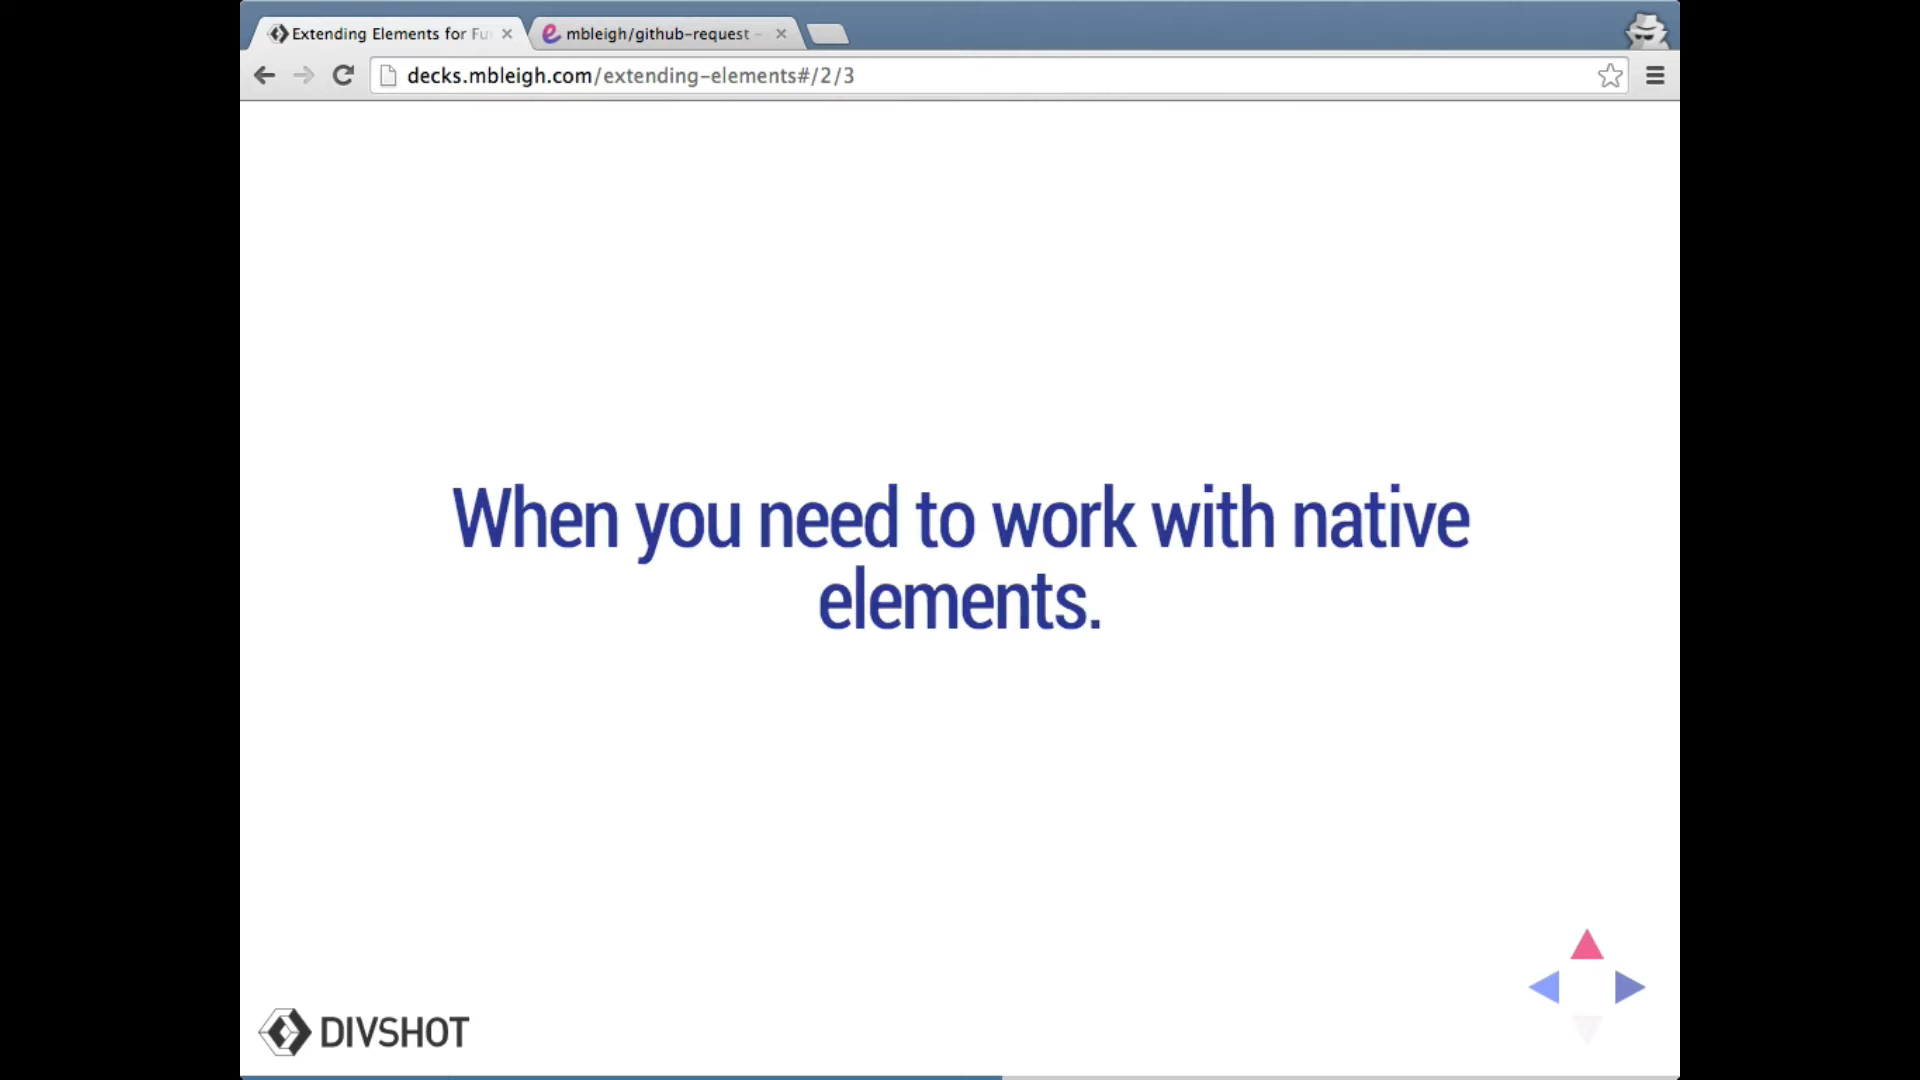 Extending Elements for Fu
mbleigh/github-request –
decks.mbleigh.com/extending-elements#/2/3
When you need to work with native
elements.
DIVSHOT